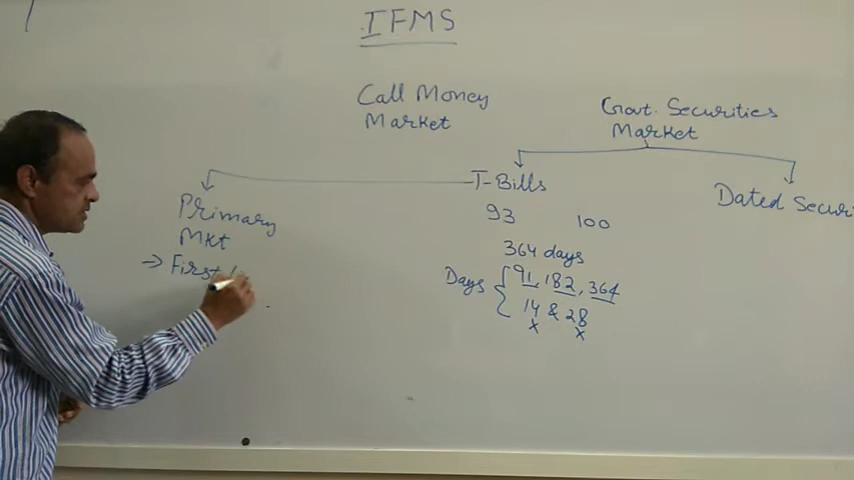 IFMS
Call Money
Market
Govt. Securities
Market
T-Bills
Dated
93 100
364 days
Days { 91, 182, 364
14 & 28
x x
Primary
Mkt
→ First